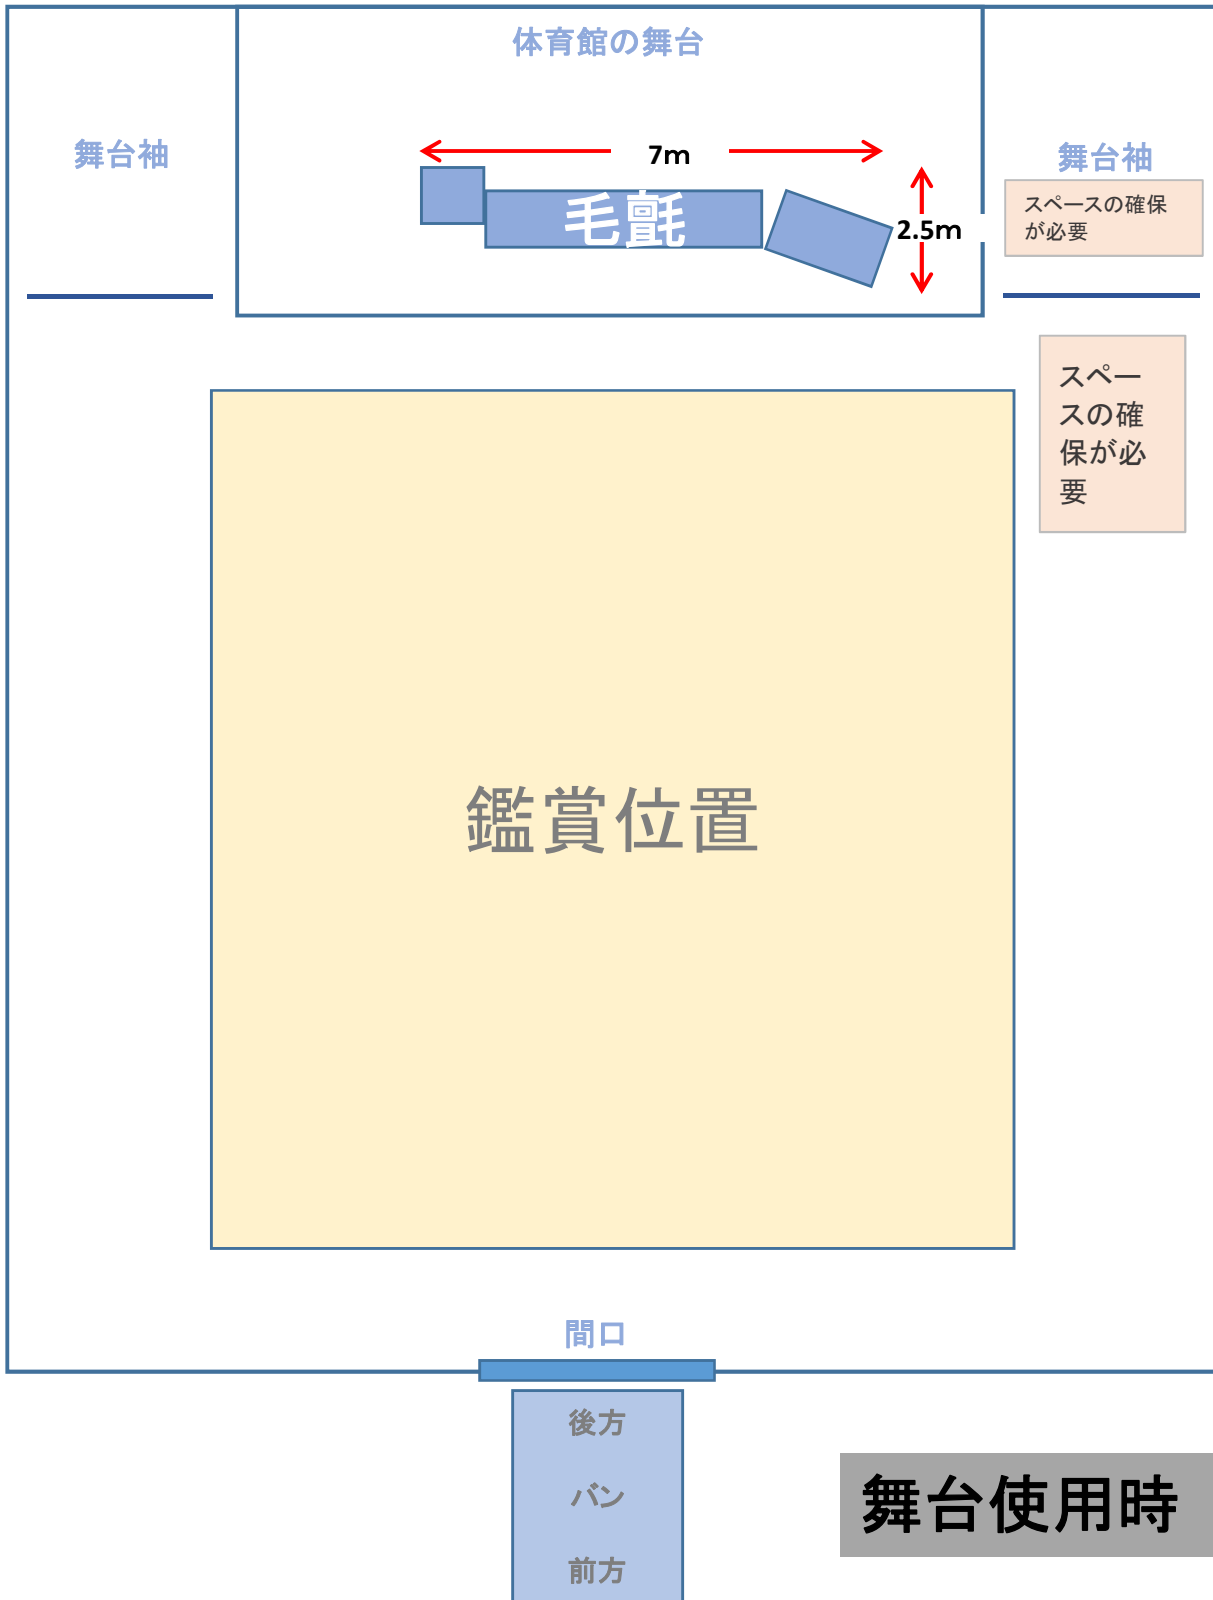 体育館の舞台
舞台袖
7m
舞台袖
スペースの確保
が必要
毛氈
2.5m
スペー
スの確
保が必
要
鑑賞位置
間口
後方
バン
前方
舞台使用時